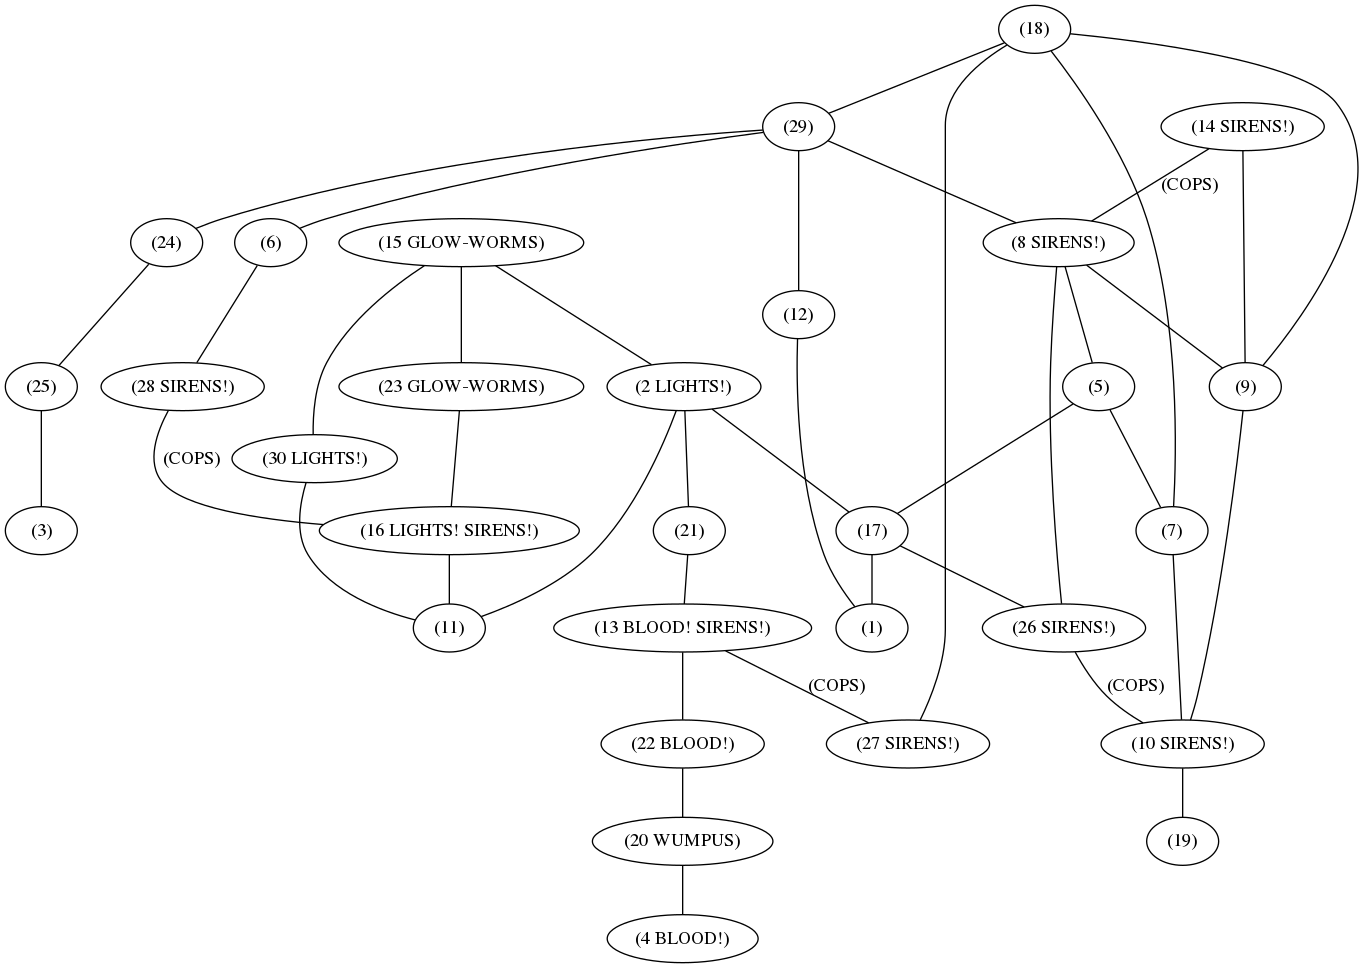 (18)
(29)
(14 SIRENS!)
(COPS)
(24)
(6)
(15 GLOW-WORMS)
(8 SIRENS!)
(12)
(25)
(28 SIRENS!)
(23 GLOW-WORMS)
(2 LIGHTS!)
(5)
(9)
(COPS)
(30 LIGHTS!)
(3)
(16 LIGHTS! SIRENS!)
(21)
(17)
(7)
(11)
(13 BLOOD! SIRENS!)
(1)
(26 SIRENS!)
(COPS)
(COPS)
(22 BLOOD!)
(27 SIRENS!)
(10 SIRENS!)
(20 WUMPUS)
(19)
(4 BLOOD!)